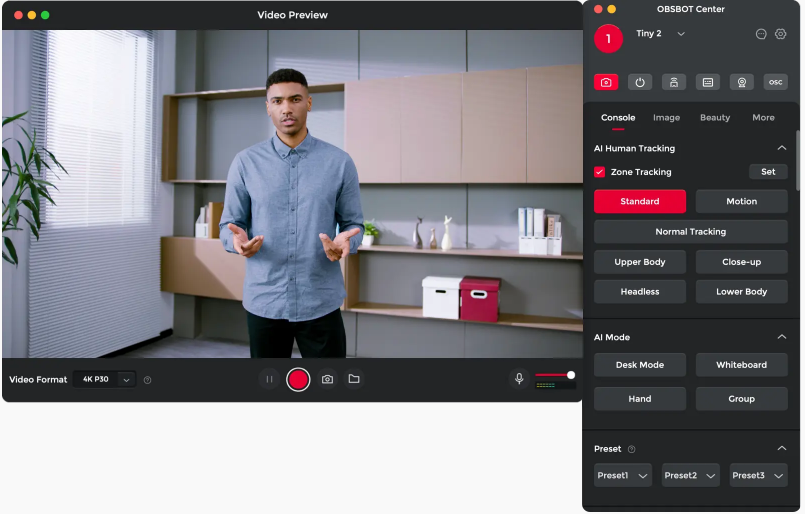 Video Preview
Video Format
4K P30
OBSBOT Center
1
Tiny 2
OSC
Console Image Beauty More
AI Human Tracking
Zone Tracking Set
Standard Motion
Normal Tracking
Upper Body Close-up
Headless Lower Body
AI Mode
Desk Mode Whiteboard
Hand Group
Preset
Preset1 Preset2 Preset3